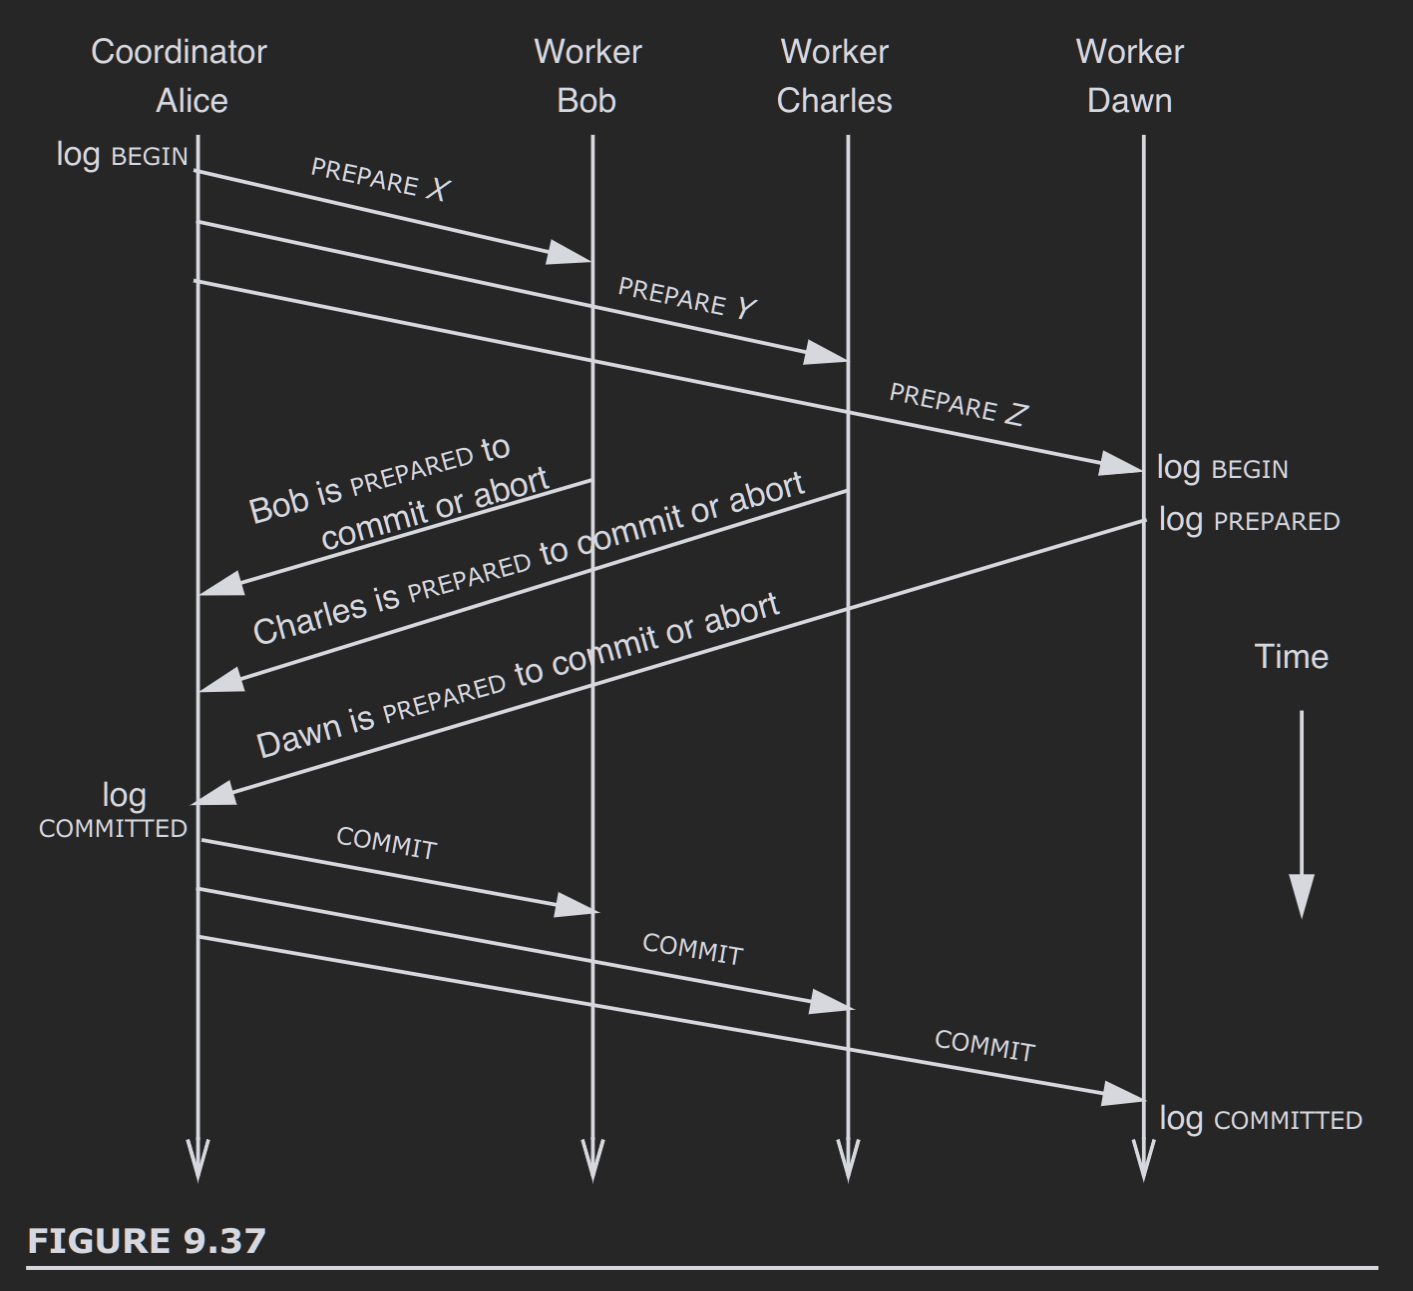 Coordinator
Alice
Worker
Bob
Worker
Charles
Worker
Dawn
log BEGIN
PREPARE X
PREPARE Y
PREPARE Z
log BEGIN
log PREPARED
Bob is PREPARED to
commit or abort
Charles is PREPARED to commit or abort
Dawn is PREPARED to commit or abort
Time
log
COMMITTED
COMMIT
COMMIT
COMMIT
log COMMITTED
FIGURE 9.37